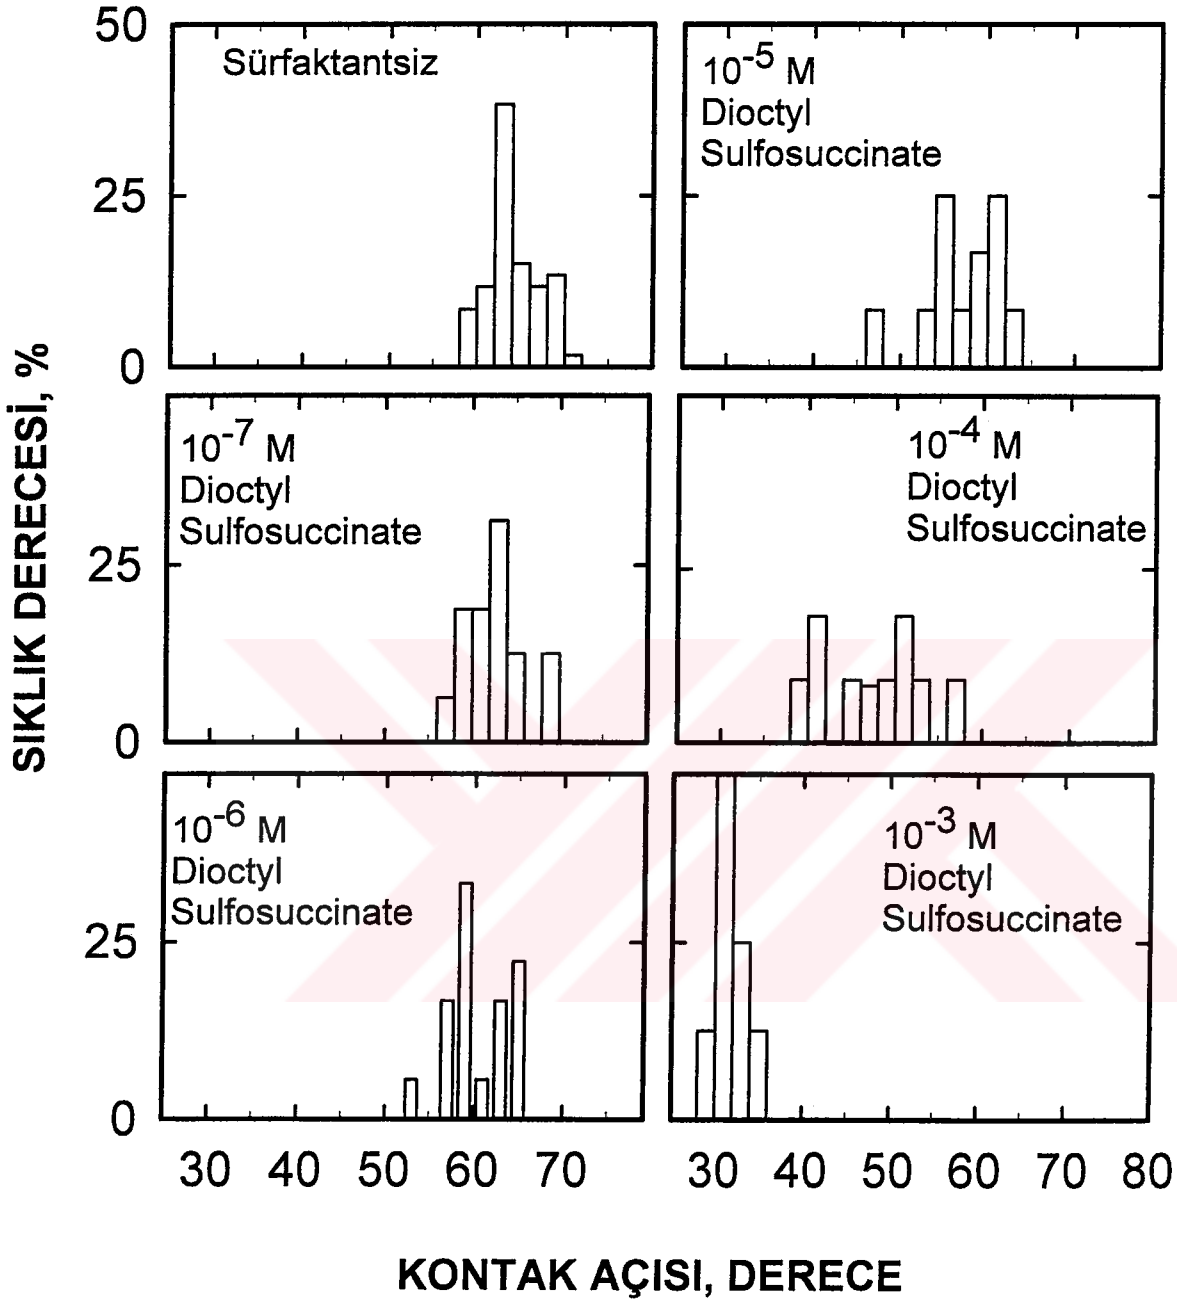 SIKLIK DERECESİ, %
50
25
0
Sürfaktantsiz
10-5 M
Dioctyl
Sulfosuccinate
25
0
10-7 M
Dioctyl
Sulfosuccinate
10-4 M
Dioctyl
Sulfosuccinate
25
0
10-6 M
Dioctyl
Sulfosuccinate
10-3 M
Dioctyl
Sulfosuccinate
30 40 50 60 70
30 40 50 60 70 80
KONTAK AÇISI, DERECE